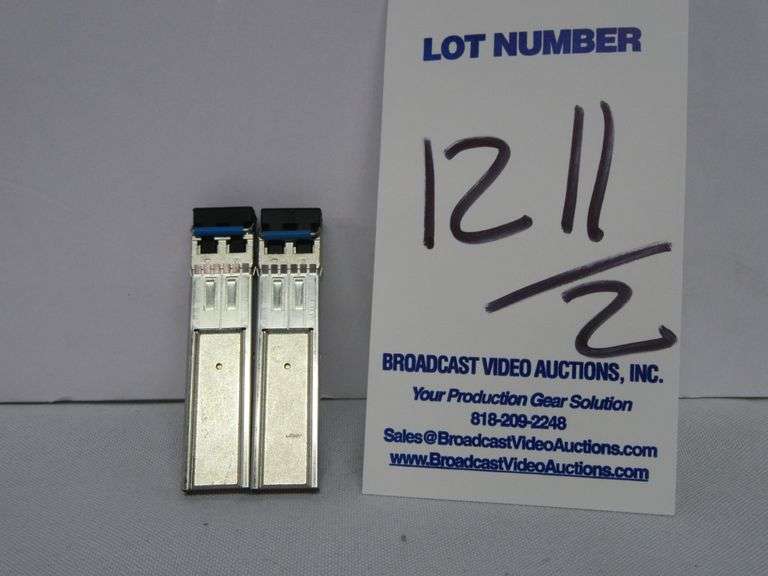 LOT NUMBER
1211
/2
BROADCAST VIDEO AUCTIONS, INC.
Your Production Gear Solution
818-209-2248
Sales@BroadcastVideoAuctions.com
www.BroadcastVideoAuctions.com